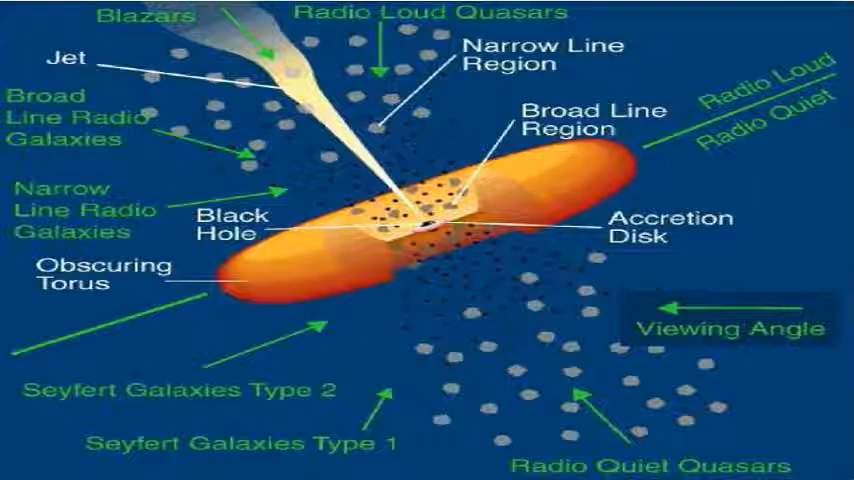 Blazars
Radio Loud Quasars
Jet
Narrow Line
Region
Broad
Line Radio
Galaxies
Broad Line
Region
Radio Loud
Radio Quiet
Narrow
Line Radio
Galaxies
Black
Hole
Accretion
Disk
Obscuring
Torus
Viewing Angle
Seyfert Galaxies Type 2
Seyfert Galaxies Type 1
Radio Quiet Quasars